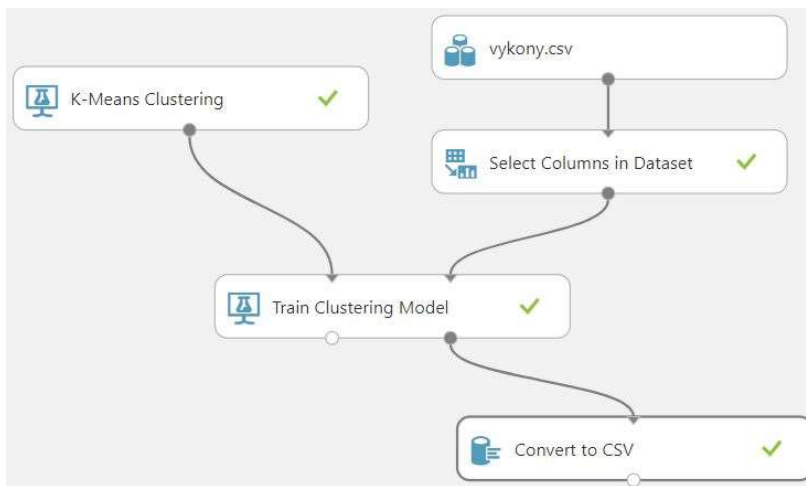 vykony.csv
K-Means Clustering
Select Columns in Dataset
Train Clustering Model
Convert to CSV